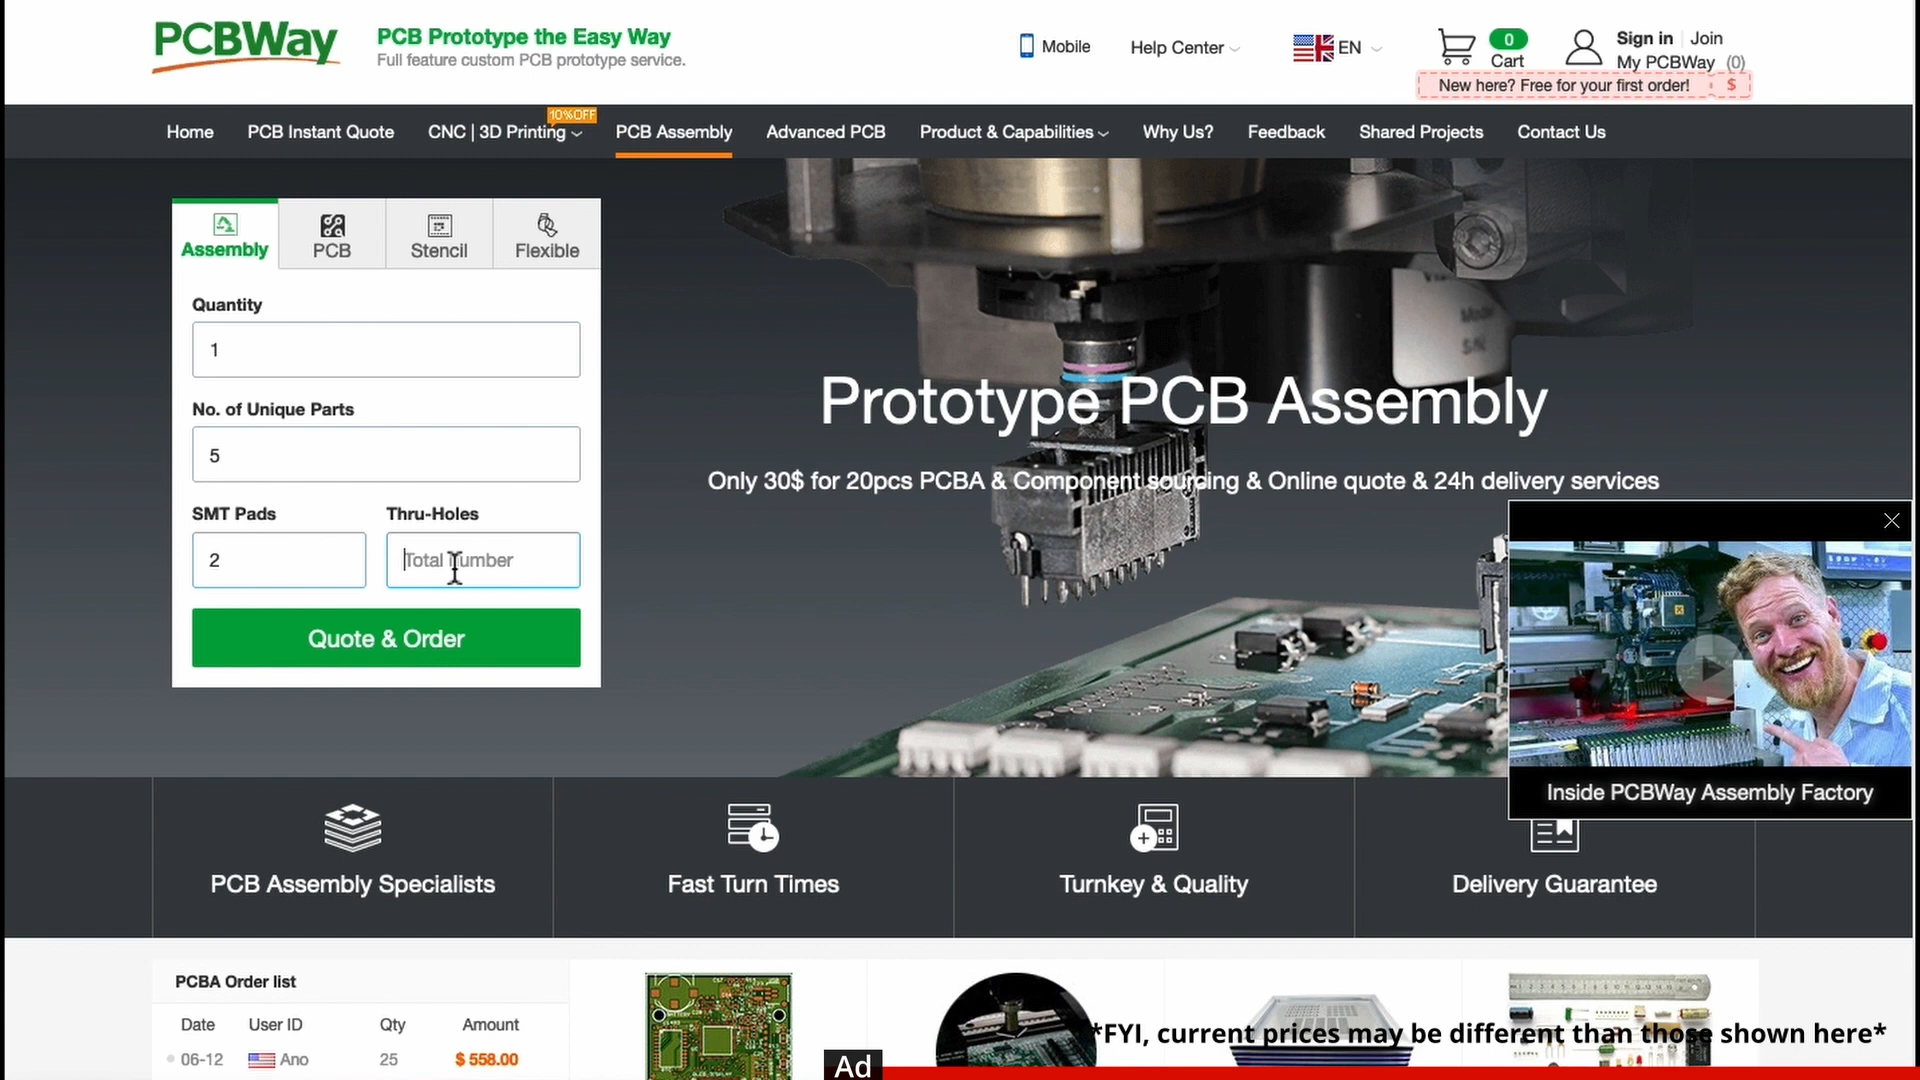 PCBWay
PCB Prototype the Easy Way
Full feature custom PCB prototype service.
Mobile
Help Center
EN
0
Cart
Sign in
Join
My PCBWay (0)
New here? Free for your first order! $
10%OFF
Home
PCB Instant Quote
CNC | 3D Printing
PCB Assembly
Advanced PCB
Product & Capabilities
Why Us?
Feedback
Shared Projects
Contact Us
Assembly
PCB
Stencil
Flexible
Quantity
1
No. of Unique Parts
5
SMT Pads
Thru-Holes
2
Total number
Quote & Order
Prototype PCB Assembly
Only 30$ for 20pcs PCBA & Component sourcing & Online quote & 24h delivery services
Inside PCBWay Assembly Factory
PCB Assembly Specialists
Fast Turn Times
Turnkey & Quality
Delivery Guarantee
PCBA Order list
Date
User ID
Qty
Amount
06-12
Ano
25
$ 558.00
*FYI, current prices may be different than those shown here*
Ad